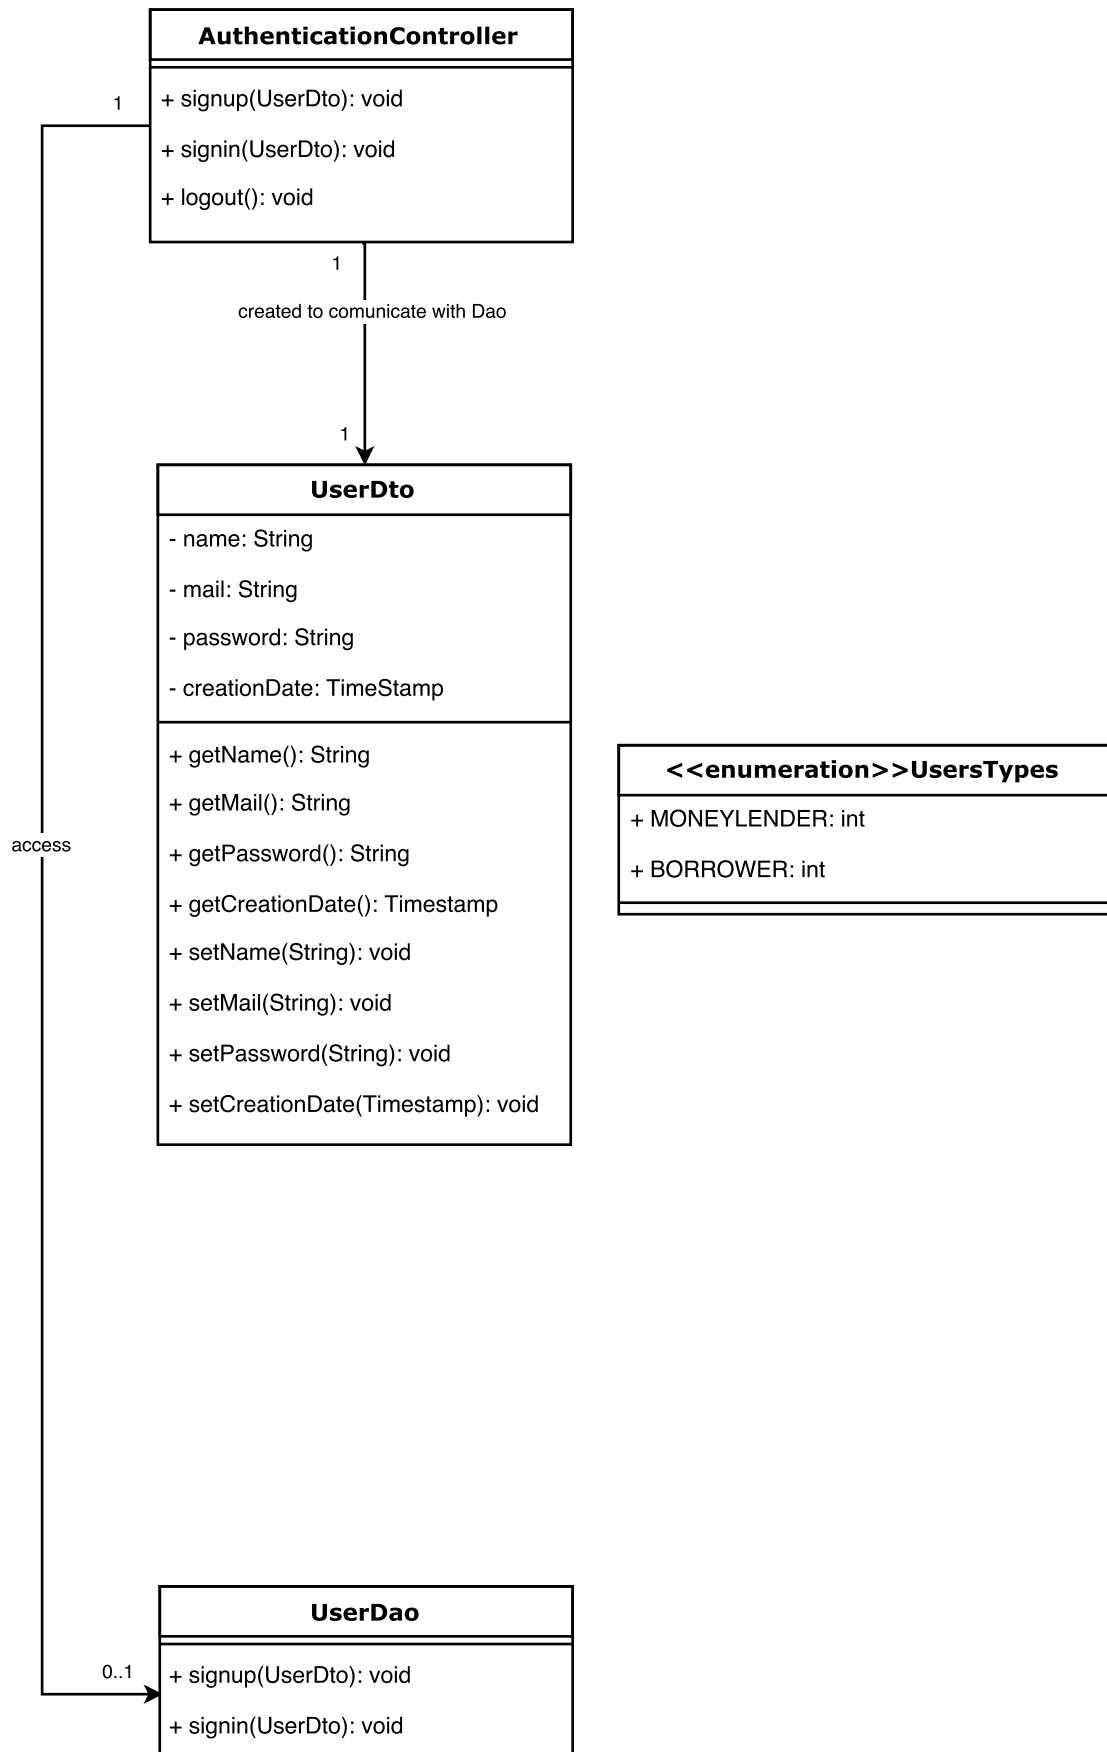 AuthenticationController
1
+ signup(UserDto): void
+ signin(UserDto): void
+ logout(): void
1
created to comunicate with Dao
1
UserDto
- name: String
- mail: String
- password: String
- creationDate: TimeStamp
+ getName(): String
+ getMail(): String
+ getPassword(): String
+ getCreationDate(): Timestamp
+ setName(String): void
+ setMail(String): void
+ setPassword(String): void
+ setCreationDate(Timestamp): void
<<enumeration>>UsersTypes
+ MONEYLENDER: int
+ BORROWER: int
access
UserDao
0..1
+ signup(UserDto): void
+ signin(UserDto): void